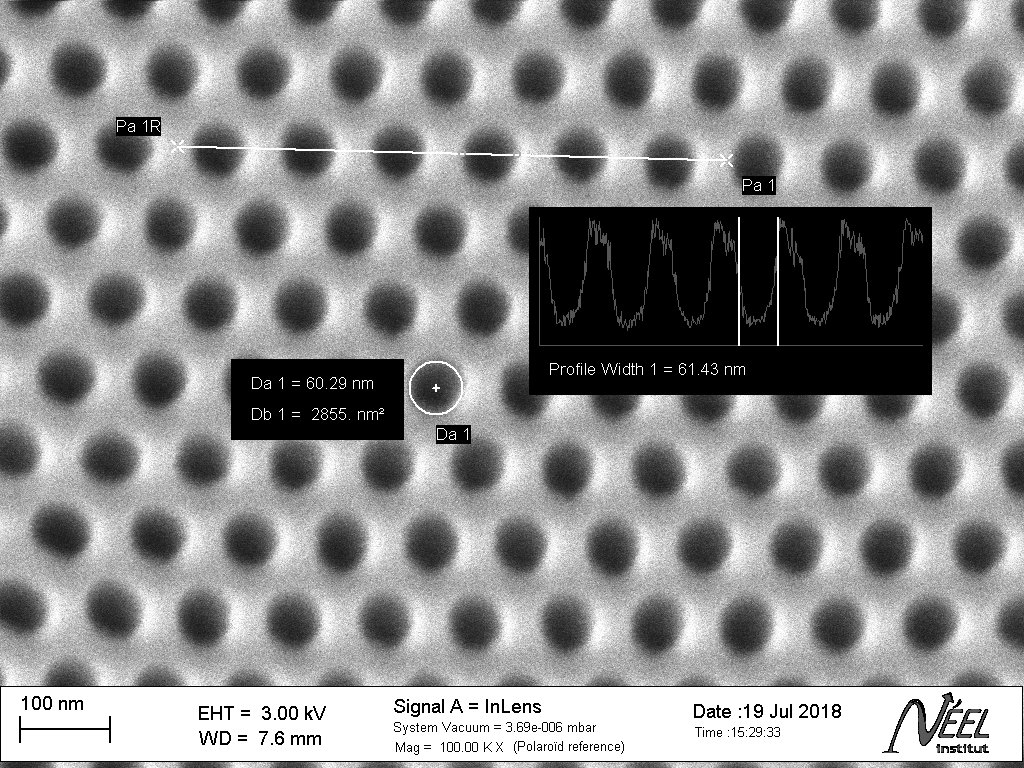 Pa 1R
Pa 1
Profile Width 1 = 61.43 nm
Da 1 = 60.29 nm
Db 1 =  2855. nm²
Da 1
100 nm
EHT =  3.00 kV
WD =  7.6 mm
Signal A = InLens
System Vacuum = 3.69e-006 mbar
Mag =  100.00 K X  (Polaroïd reference)
Date :19 Jul 2018
Time :15:29:33
NÉEL
institut